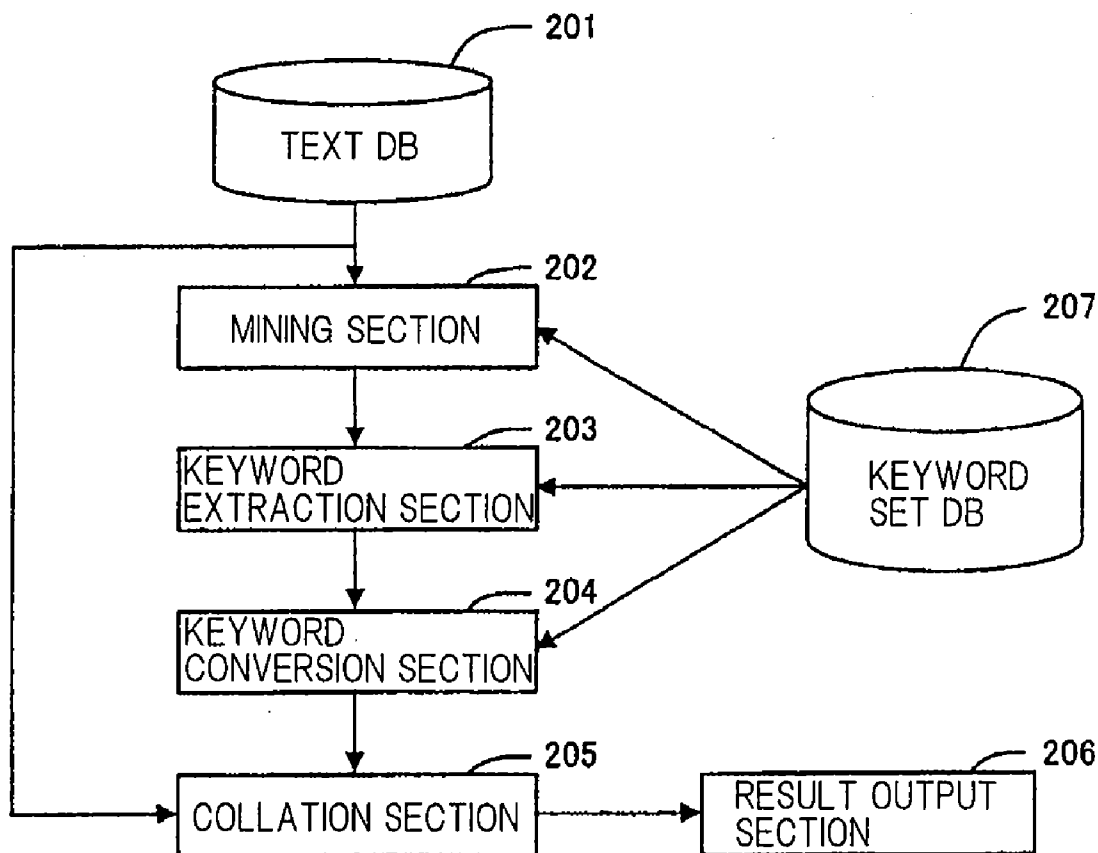 201
TEXT DB
202
MINING SECTION
207
203
KEYWORD
EXTRACTION SECTION
KEYWORD
SET DB
204
KEYWORD
CONVERSION SECTION
205
COLLATION SECTION
206
RESULT OUTPUT
SECTION